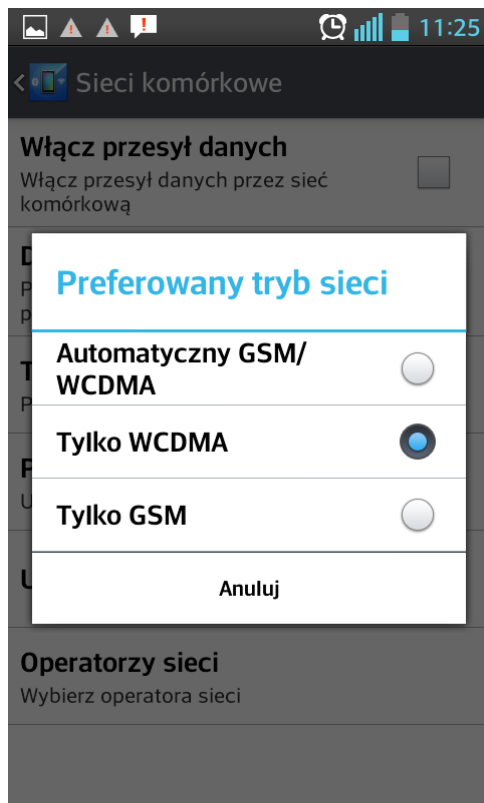 11:25
Sieci komórkowe
Włącz przesył danych
Włącz przesył danych przez sieć
komórkową
D
P
p
Preferowany tryb sieci
Automatyczny GSM/
WCDMA
T
P
Tylko WCDMA
P
U
Tylko GSM
U
Anuluj
Operatorzy sieci
Wybierz operatora sieci